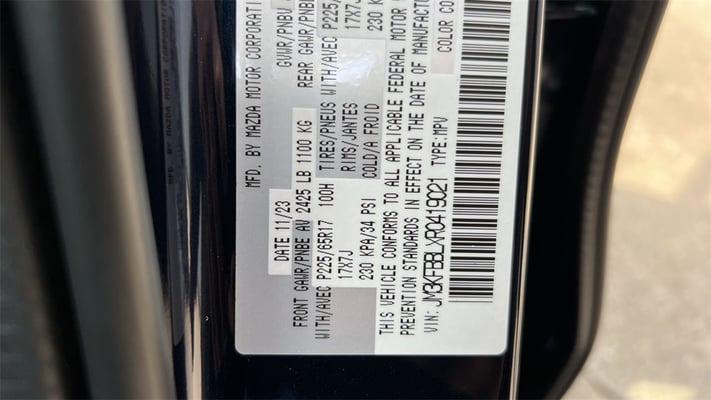 MFD. BY MAZDA MOTOR CORPORATI
DATE 11/23 GVWR/PNBV
FRONT GAWR/PNBE AV 2425 LB 1100 KG REAR GAWR/PNBE
WITH/AVEC P225/65R17 100H TIRES/PNEUS WITH/AVEC P225/
17X7J RIMS/JANTES 17X7J
230 KPA/34 PSI COLD/A FROID 230 K
THIS VEHICLE CONFORMS TO ALL APPLICABLE FEDERAL MOTOR
PREVENTION STANDARDS IN EFFECT ON THE DATE OF MANUFACT
VIN: JM3KFBBLXR0419021 TYPE:MPV COLOR CO